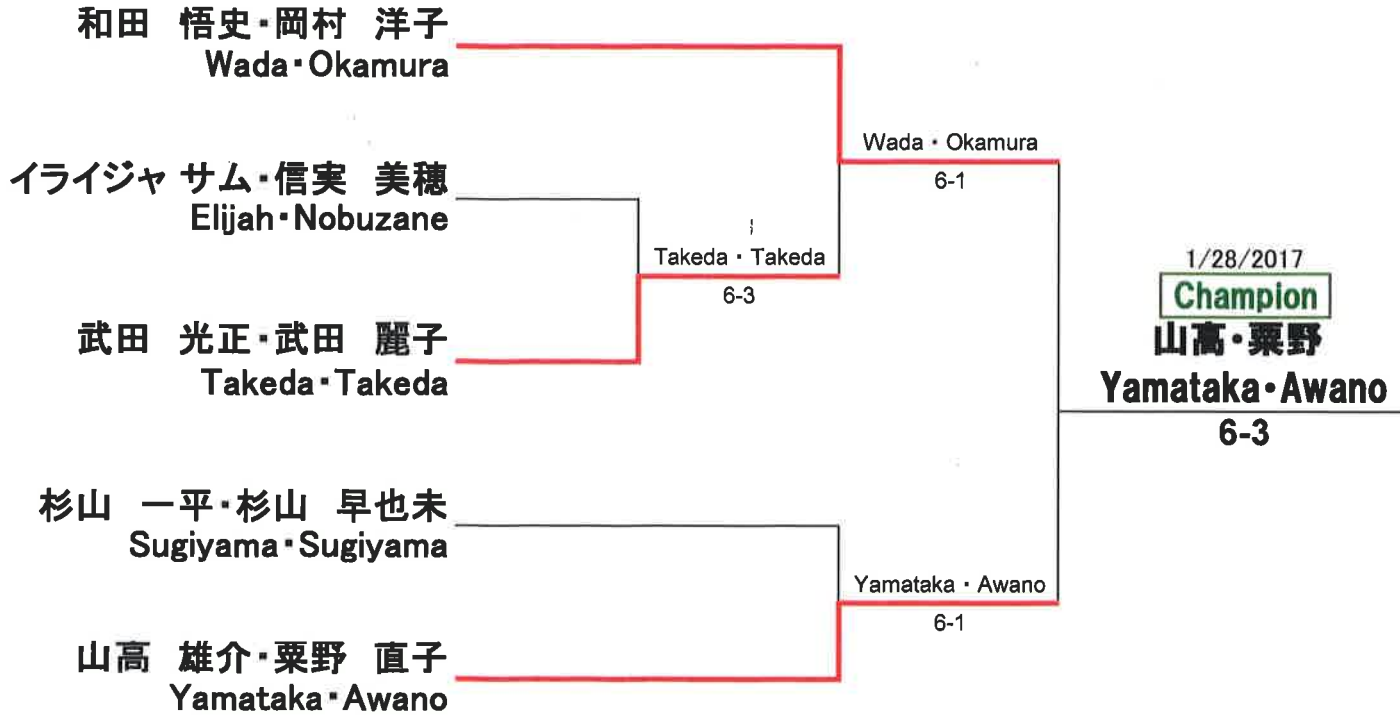 和田　悟史・岡村　洋子
Wada・Okamura
イライジャ サム・信実　美穂
Elijah・Nobuzane
武田　光正・武田　麗子
Takeda・Takeda
杉山　一平・杉山　早也未
Sugiyama・Sugiyama
山高　雄介・粟野 直子
Yamataka・Awano
Takeda・Takeda
6-3
Wada・Okamura
6-1
Yamataka・Awano
6-1
1/28/2017
Champion
山高・粟野
Yamataka・Awano
6-3